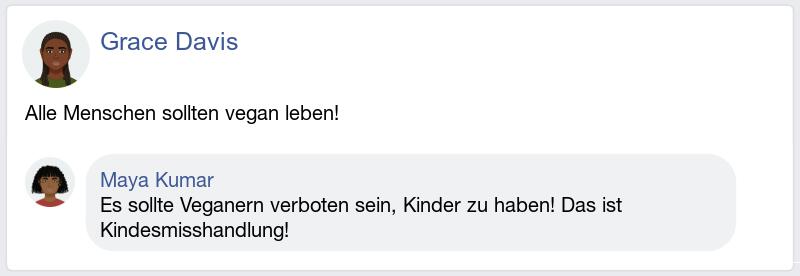 Grace Davis
Alle Menschen sollten vegan leben!
Maya Kumar
Es sollte Veganern verboten sein, Kinder zu haben! Das ist
Kindesmisshandlung!